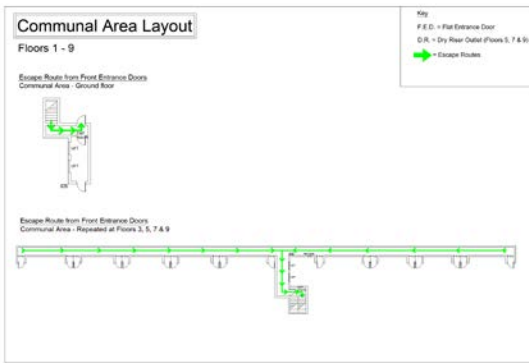 Communal Area Layout
Floors 1 - 9
Key
F.E.D. = Flat Entrance Door
D.R. = Dry Riser Outlet (Floors 5, 7 & 9)
= Escape Routes
Escape Route from Front Entrance Doors
Communal Area - Ground floor
LIFT
LIFT
Escape Route from Front Entrance Doors
Communal Area - Repeated at Floors 3, 5, 7 & 9